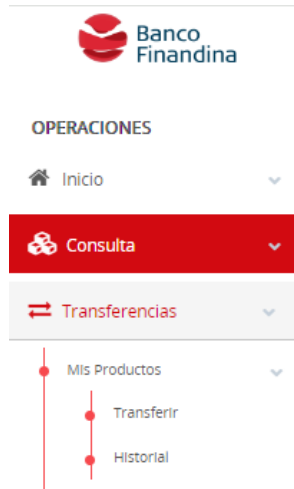 Banco
Finandina
OPERACIONES
Inicio
Consulta
Transferencias
Mis Productos
Transferir
Historial